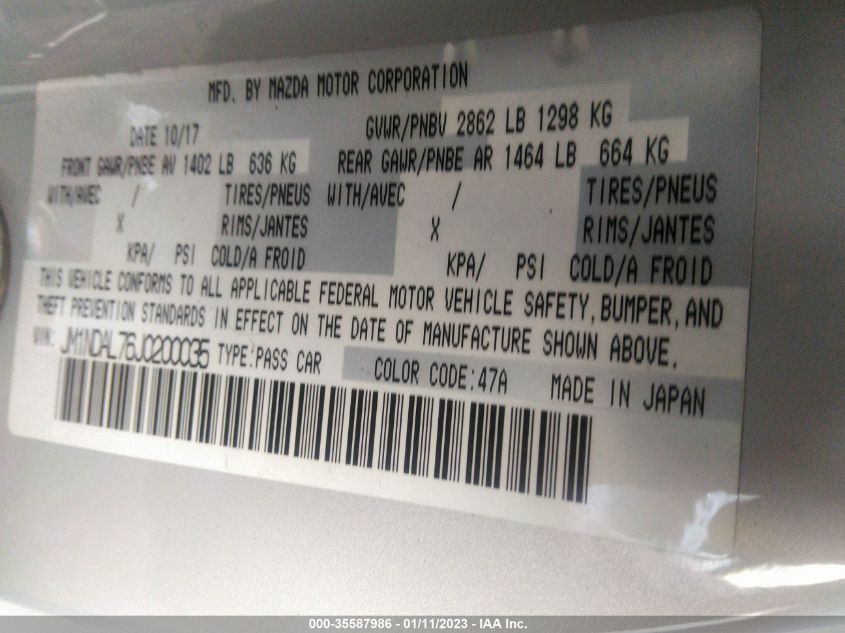 MFD. BY MAZDA MOTOR CORPORATION
DATE 10/17 GVWR/PNBV 2862 LB 1298 KG
FRONT GAWR/PNBE AV 1402 LB 636 KG REAR GAWR/PNBE AR 1464 LB 664 KG
WITH/AVEC / TIRES/PNEUS WITH/AVEC / TIRES/PNEUS
X RIMS/JANTES X RIMS/JANTES
KPA/ PSI COLD/A FROID KPA/ PSI COLD/A FROID
THIS VEHICLE CONFORMS TO ALL APPLICABLE FEDERAL MOTOR VEHICLE SAFETY, BUMPER, AND
THEFT PREVENTION STANDARDS IN EFFECT ON THE DATE OF MANUFACTURE SHOWN ABOVE.
VIN: JM1NDAL76J0200035 TYPE:PASS CAR COLOR CODE:47A MADE IN JAPAN
000-35587986 - 01/11/2023 - IAA Inc.